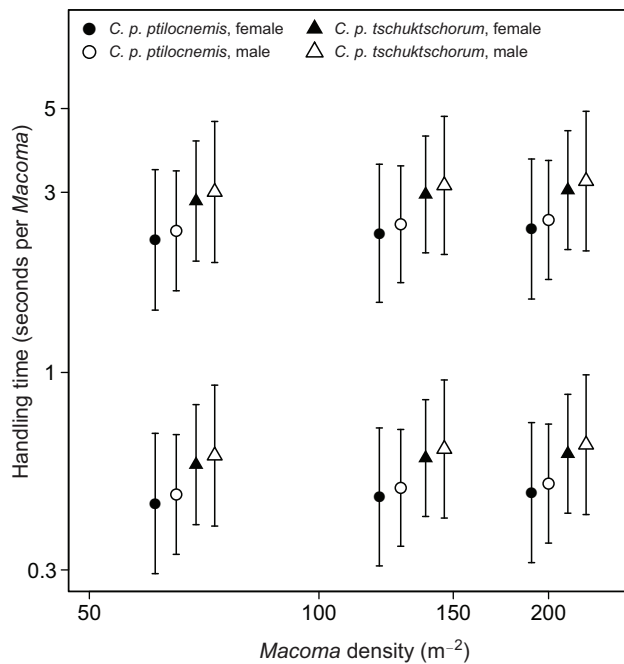 C. p. ptilocnemis, female
C. p. tschuktschorum, female
C. p. ptilocnemis, male
C. p. tschuktschorum, male
Handling time (seconds per Macoma)
5
3
1
0.3
50
100
150
200
Macoma density (m⁻²)